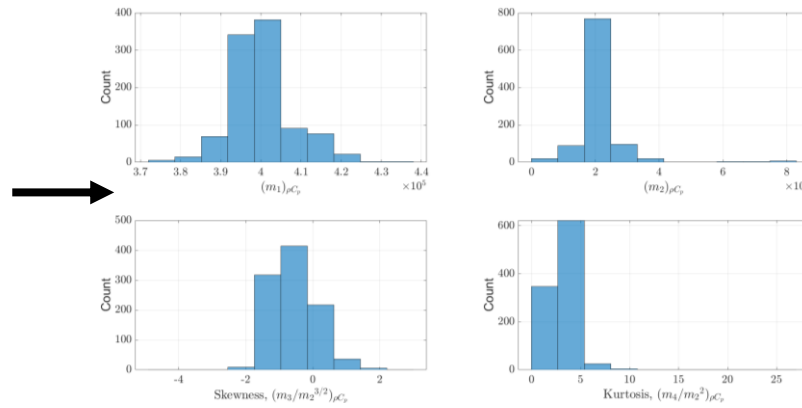 400
300
200
100
0
Count
3.7 3.8 3.9 4 4.1 4.2 4.3 4.4
×10⁵
(m₁)ρCₚ
800
600
400
200
0
Count
0 2 4 6 8
×10
(m₂)ρCₚ
500
400
300
200
100
0
Count
-4 -2 0 2
Skewness, (m₃/m₂³ᐟ²)ρCₚ
600
400
200
0
Count
0 5 10 15 20 25
Kurtosis, (m₄/m₂²)ρCₚ